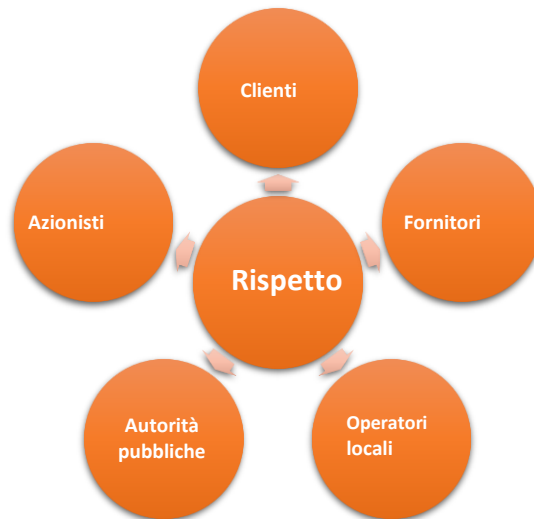 Clienti
Azionisti
Fornitori
Rispetto
Autorità
pubbliche
Operatori
locali